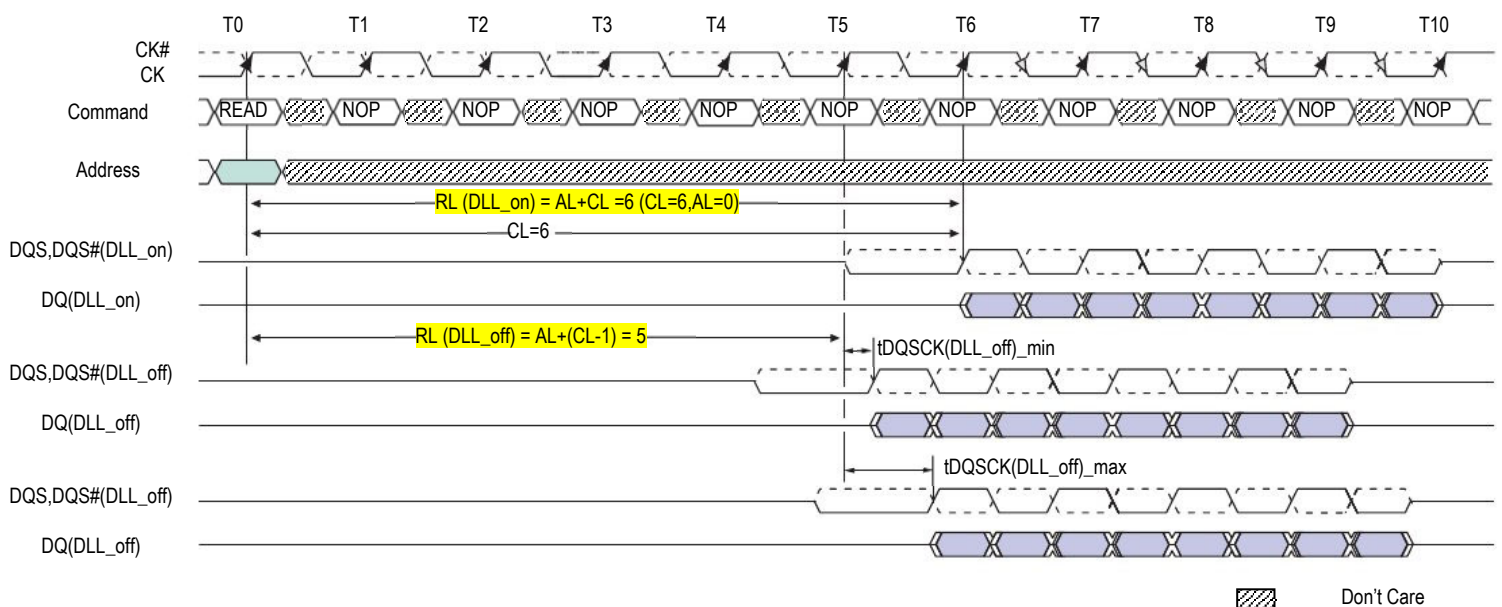 T0 T1 T2 T3 T4 T5 T6 T7 T8 T9 T10
CK#
CK
Command READ NOP NOP NOP NOP NOP NOP NOP NOP NOP NOP
Address
RL (DLL_on) = AL+CL =6 (CL=6,AL=0)
CL=6
DQS,DQS#(DLL_on)
DQ(DLL_on)
RL (DLL_off) = AL+(CL-1) = 5
tDQSCK(DLL_off)_min
DQS,DQS#(DLL_off)
DQ(DLL_off)
tDQSCK(DLL_off)_max
DQS,DQS#(DLL_off)
DQ(DLL_off)
Don't Care